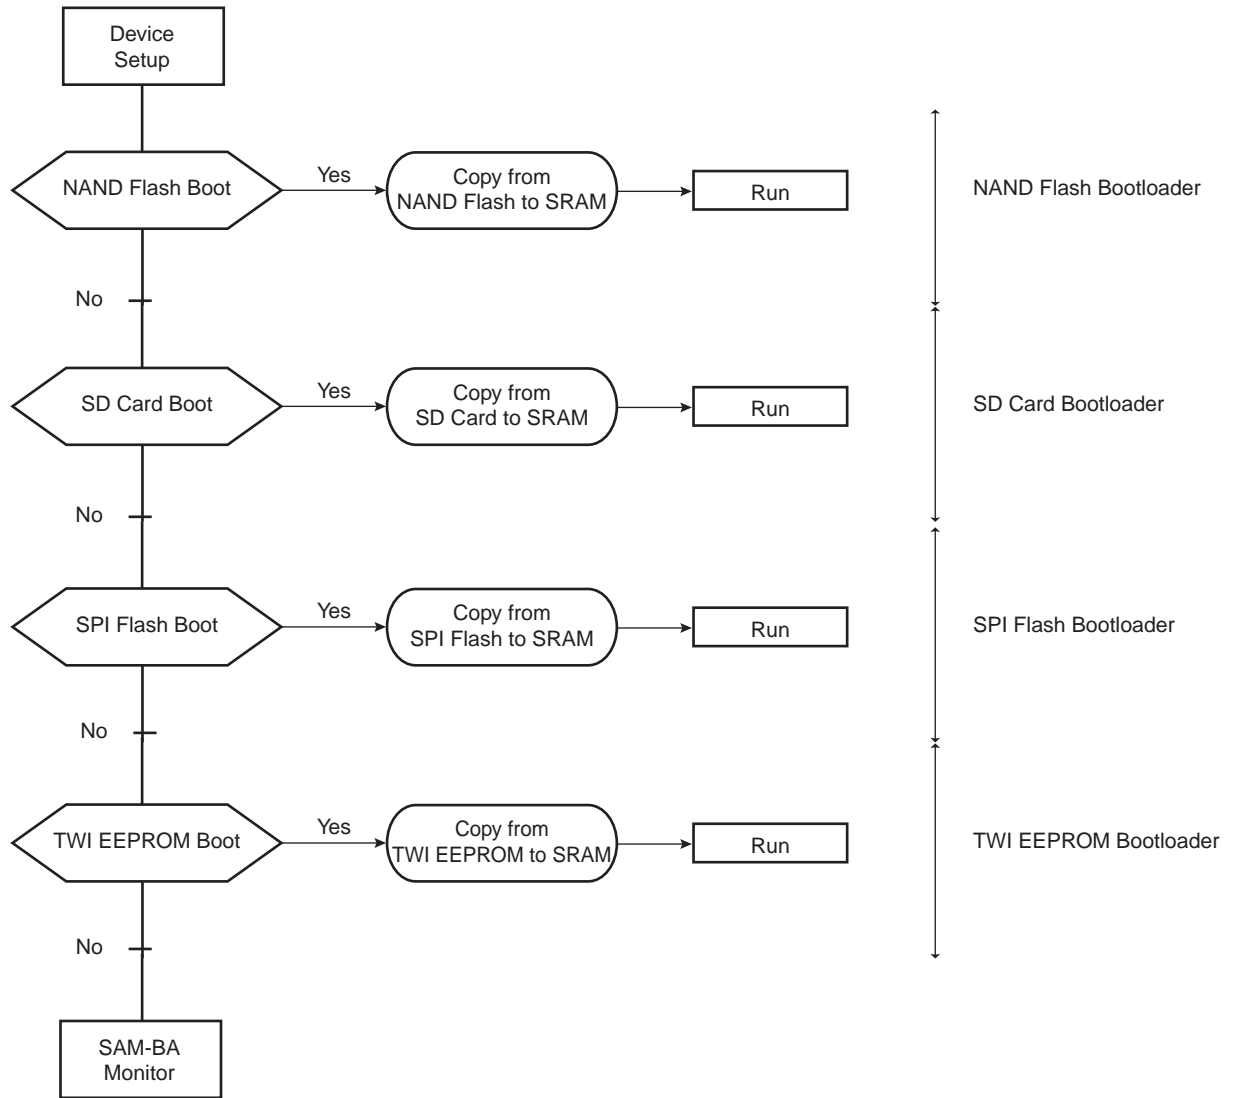 Device
Setup
NAND Flash Boot
Yes
Copy from
NAND Flash to SRAM
Run
NAND Flash Bootloader
No
SD Card Boot
Yes
Copy from
SD Card to SRAM
Run
SD Card Bootloader
No
SPI Flash Boot
Yes
Copy from
SPI Flash to SRAM
Run
SPI Flash Bootloader
No
TWI EEPROM Boot
Yes
Copy from
TWI EEPROM to SRAM
Run
TWI EEPROM Bootloader
No
SAM-BA
Monitor